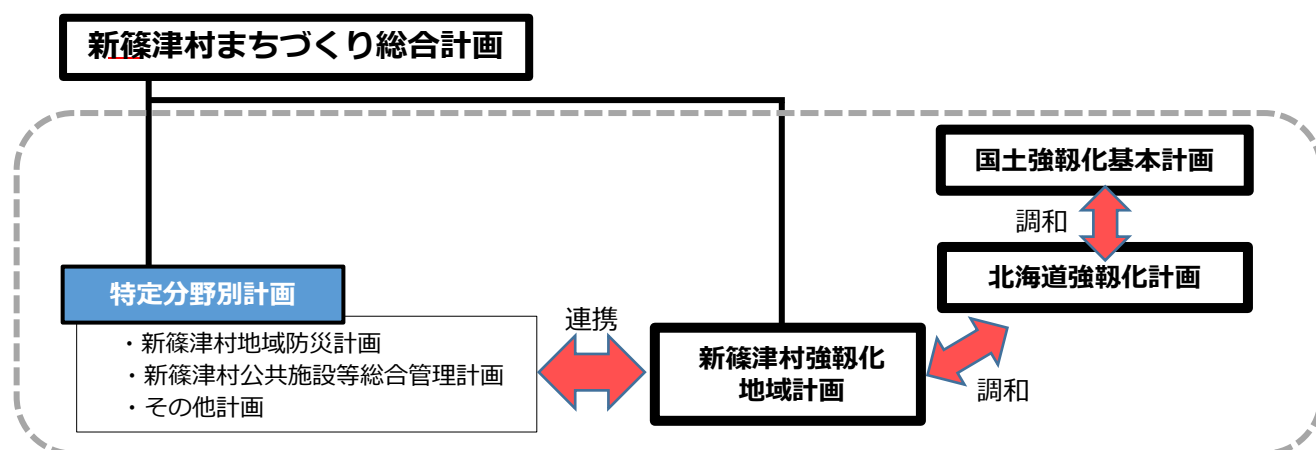 新篠津村まちづくり総合計画
国土強靱化基本計画
調和
北海道強靱化計画
特定分野別計画
・新篠津村地域防災計画
・新篠津村公共施設等総合管理計画
・その他計画
連携
新篠津村強靱化
地域計画
調和